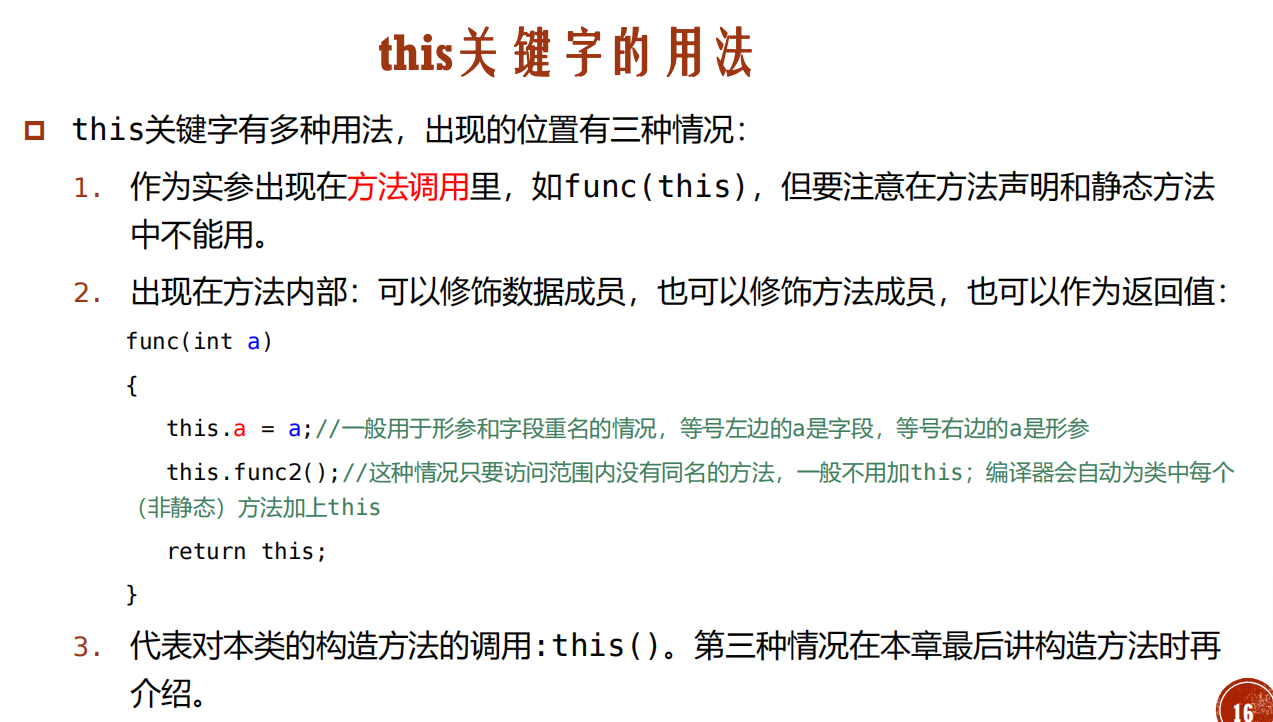 this关键字的用法
this关键字有多种用法，出现的位置有三种情况：
1. 作为实参出现在方法调用里，如func(this)，但要注意在方法声明和静态方法
中不能用。
2. 出现在方法内部：可以修饰数据成员，也可以修饰方法成员，也可以作为返回值：
func(int a)
{
this.a = a;//一般用于形参和字段重名的情况，等号左边的a是字段，等号右边的a是形参
this.func2();//这种情况只要访问范围内没有同名的方法，一般不用加this；编译器会自动为类中每个
（非静态）方法加上this
return this;
}
3. 代表对本类的构造方法的调用:this()。第三种情况在本章最后讲构造方法时再
介绍。
16